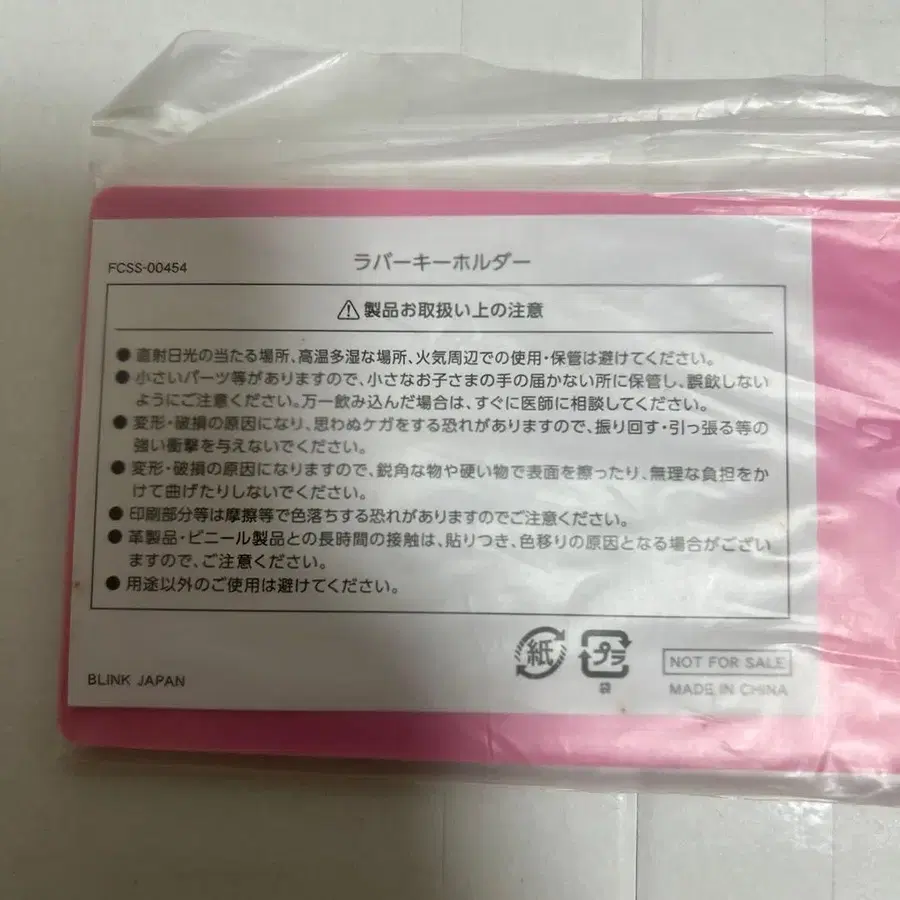 FCSS-00454
ラバーキーホルダー
製品お取扱い上の注意
●直射日光の当たる場所、高温多湿な場所、火気周辺での使用・保管は避けてください。
●小さいパーツ等がありますので、小さなお子さまの手の届かない所に保管し、誤飲しない
ようにご注意ください。万一飲み込んだ場合は、すぐに医師に相談してください。
●変形・破損の原因になり、思わぬケガをする恐れがありますので、振り回す・引っ張る等の
強い衝撃を与えないでください。
●変形・破損の原因になりますので、鋭角な物や硬い物で表面を擦ったり、無理な負担をか
けて曲げたりしないでください。
●印刷部分等は摩擦等で色落ちする恐れがありますのでご注意ください。
●革製品・ビニール製品との長時間の接触は、貼りつき、色移りの原因となる場合がござい
ますので、ご注意ください。
●用途以外のご使用は避けてください。
紙
プラ
袋
NOT FOR SALE
BLINK JAPAN
MADE IN CHINA